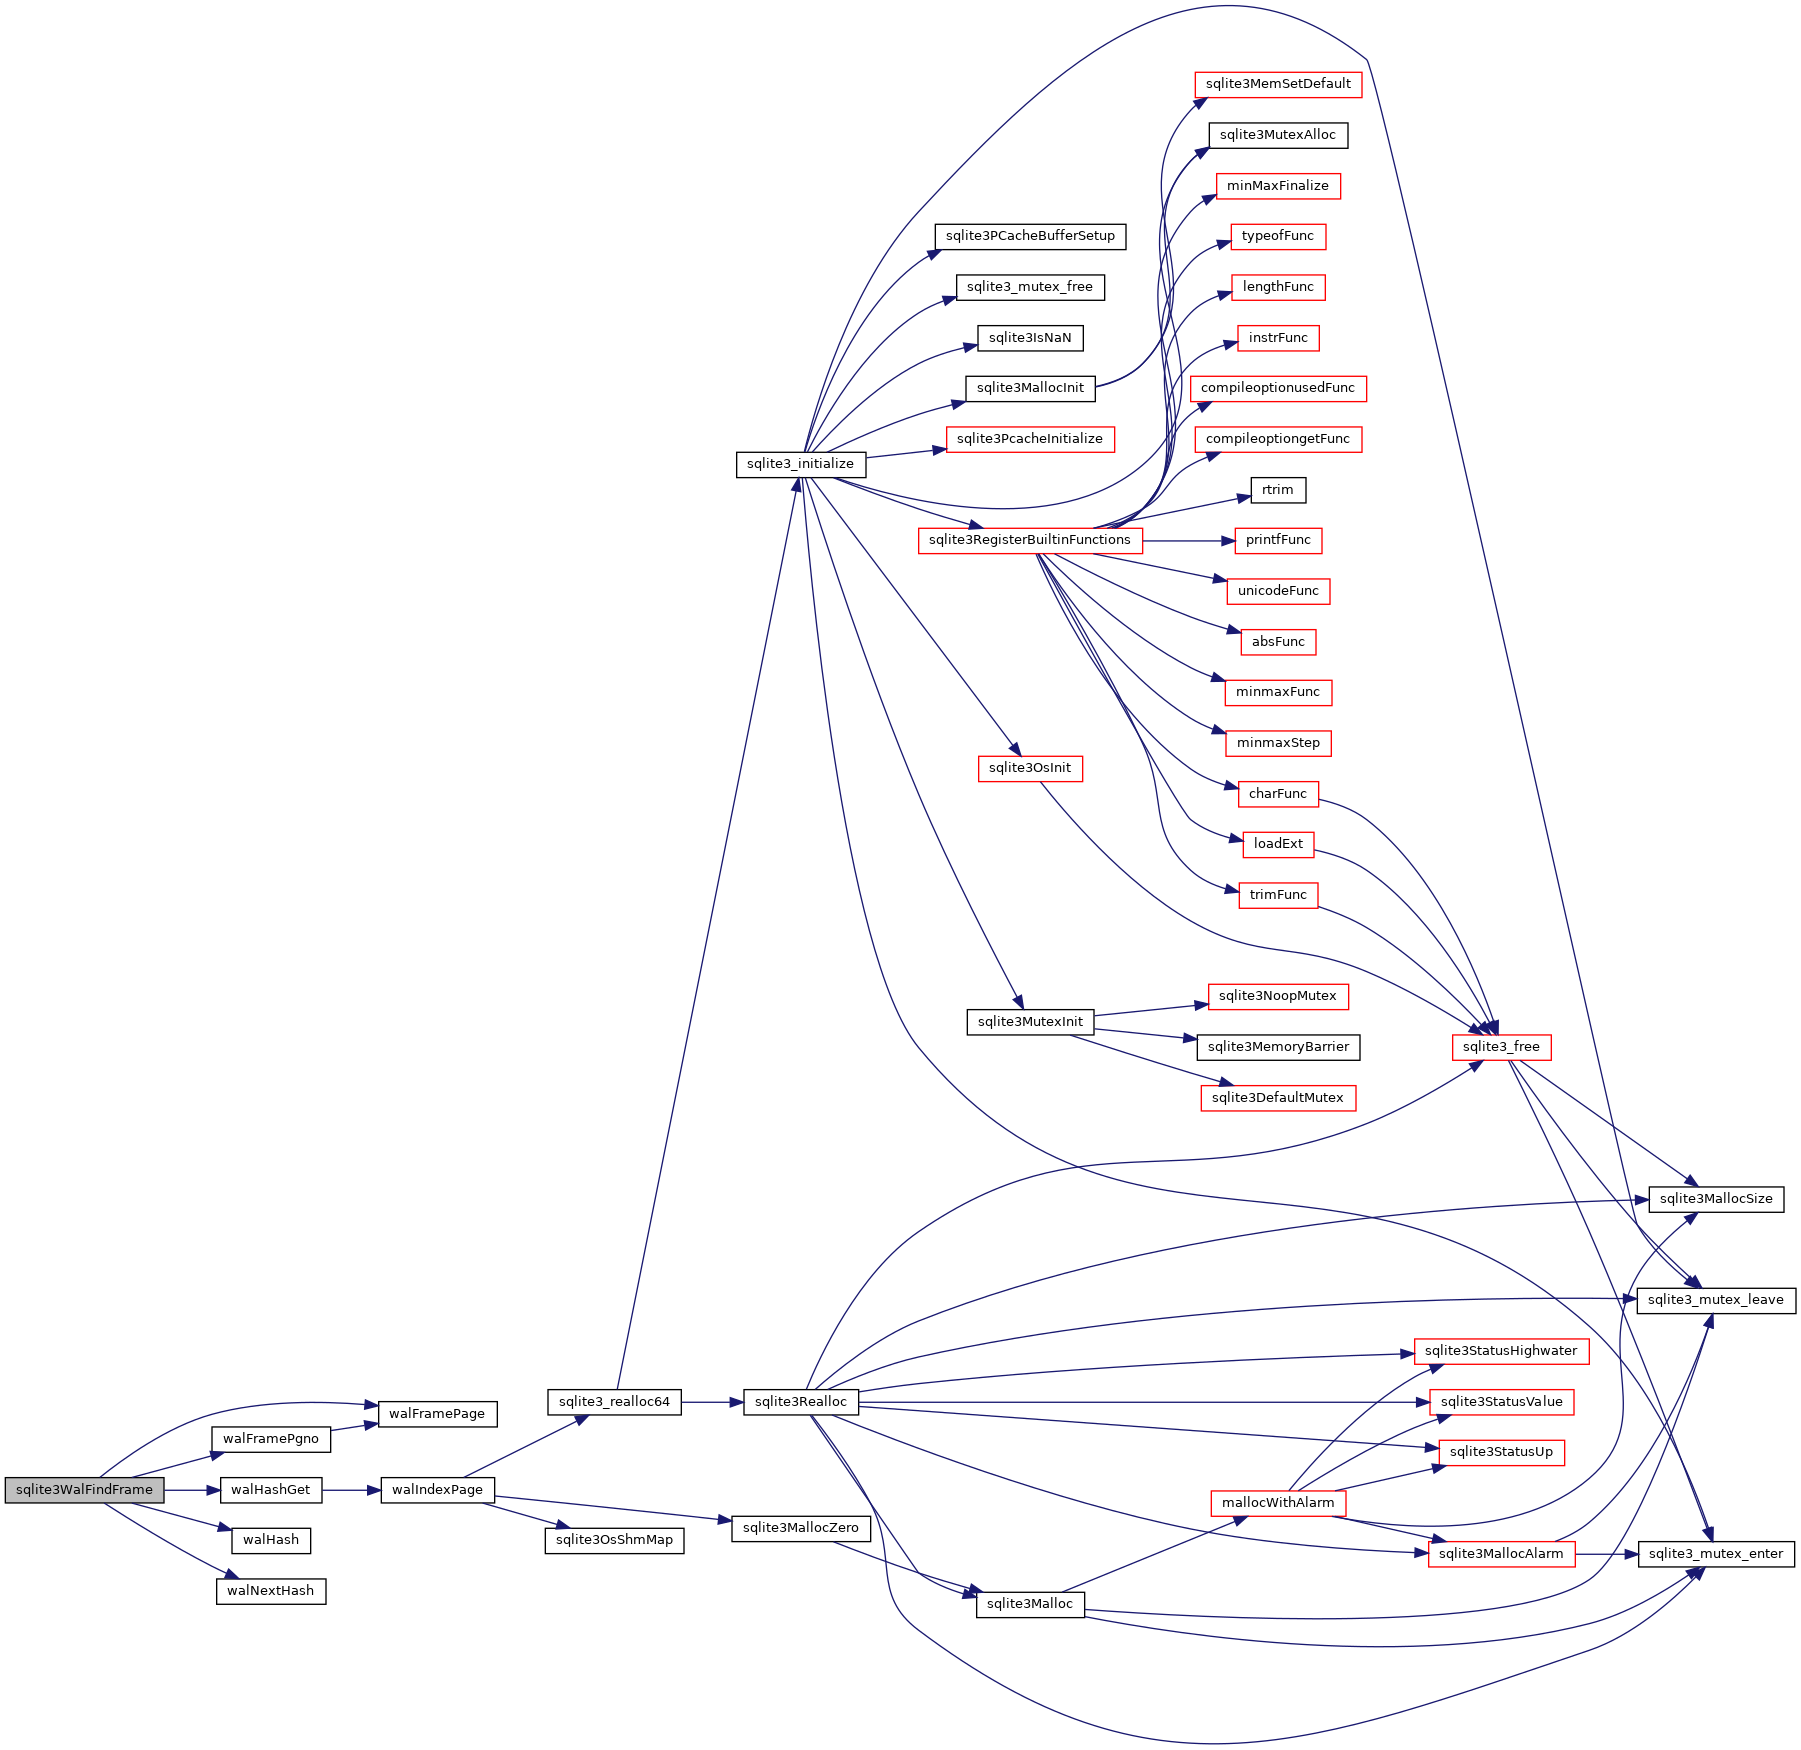 sqlite3MemSetDefault
sqlite3MutexAlloc
minMaxFinalize
sqlite3PCacheBufferSetup
typeofFunc
sqlite3_mutex_free
lengthFunc
sqlite3IsNaN
instrFunc
sqlite3MallocInit
compileoptionusedFunc
sqlite3PcacheInitialize
compileoptiongetFunc
sqlite3_initialize
rtrim
sqlite3RegisterBuiltinFunctions
printfFunc
unicodeFunc
absFunc
minmaxFunc
minmaxStep
sqlite3OsInit
charFunc
loadExt
trimFunc
sqlite3NoopMutex
sqlite3MutexInit
sqlite3MemoryBarrier
sqlite3_free
sqlite3DefaultMutex
sqlite3MallocSize
sqlite3_mutex_leave
sqlite3StatusHighwater
sqlite3_realloc64
sqlite3Realloc
sqlite3StatusValue
walFramePage
walFramePgno
sqlite3StatusUp
sqlite3WalFindFrame
walHashGet
walIndexPage
mallocWithAlarm
sqlite3MallocZero
walHash
sqlite3OsShmMap
sqlite3MallocAlarm
sqlite3_mutex_enter
walNextHash
sqlite3Malloc